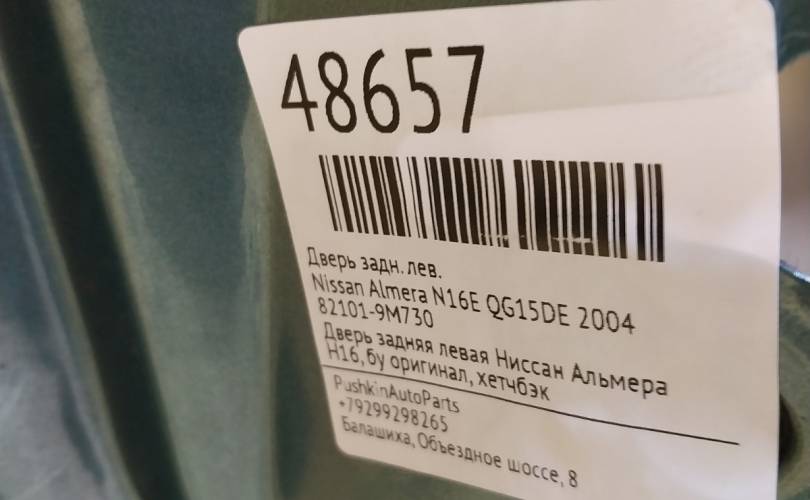 48657
Дверь задн. лев.
Nissan Almera N16E QG15DE 2004
82101-9M730
Дверь задняя левая Ниссан Альмера
Н16, бу оригинал, хетчбэк
PushkinAutoParts
+79299298265
Балашиха, Объездное шоссе, 8